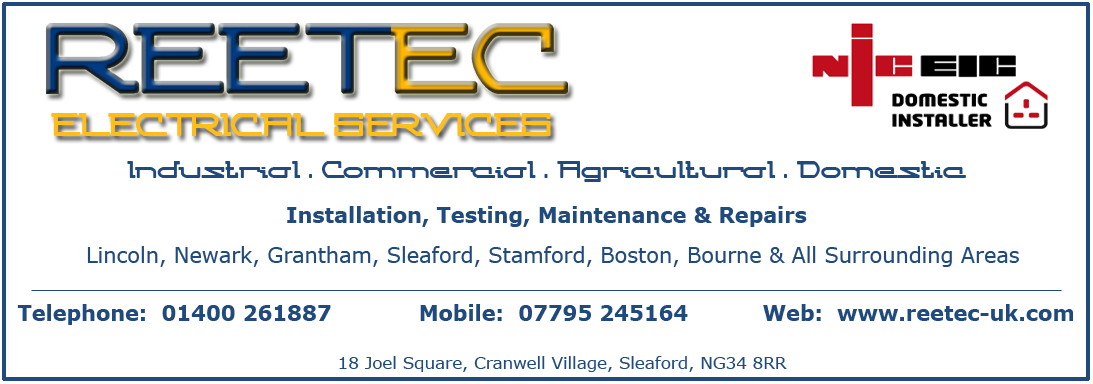 REETEC
ELECTRICAL SERVICES
NICEIC
DOMESTIC
INSTALLER
Industrial . Commercial . Agricultural . Domestic
Installation, Testing, Maintenance & Repairs
Lincoln, Newark, Grantham, Sleaford, Stamford, Boston, Bourne & All Surrounding Areas
Telephone: 01400 261887 Mobile: 07795 245164 Web: www.reetec-uk.com
18 Joel Square, Cranwell Village, Sleaford, NG34 8RR